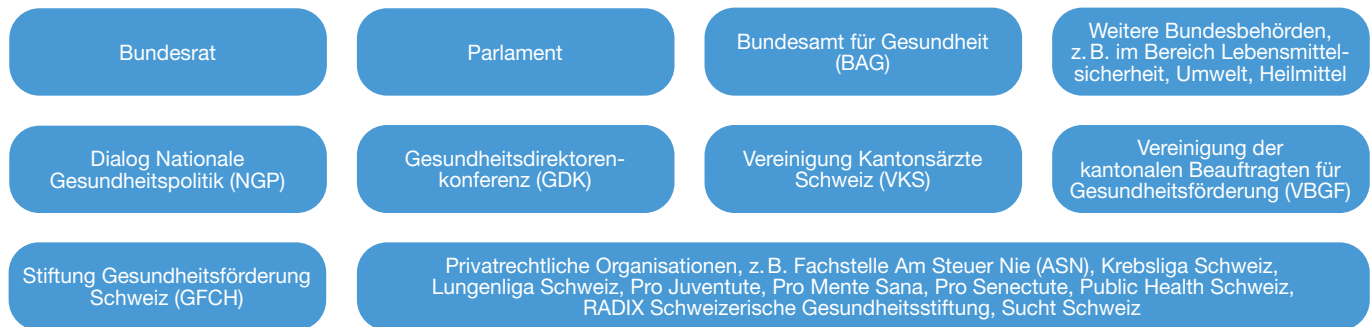 Bundesrat
Parlament
Bundesamt für Gesundheit
(BAG)
Weitere Bundesbehörden,
z. B. im Bereich Lebensmittel-
sicherheit, Umwelt, Heilmittel
Dialog Nationale
Gesundheitspolitik (NGP)
Gesundheitsdirektoren-
konferenz (GDK)
Vereinigung Kantonsärzte
Schweiz (VKS)
Vereinigung der
kantonalen Beauftragten für
Gesundheitsförderung (VBGF)
Stiftung Gesundheitsförderung
Schweiz (GFCH)
Privatrechtliche Organisationen, z. B. Fachstelle Am Steuer Nie (ASN), Krebsliga Schweiz,
Lungenliga Schweiz, Pro Juventute, Pro Mente Sana, Pro Senectute, Public Health Schweiz,
RADIX Schweizerische Gesundheitsstiftung, Sucht Schweiz